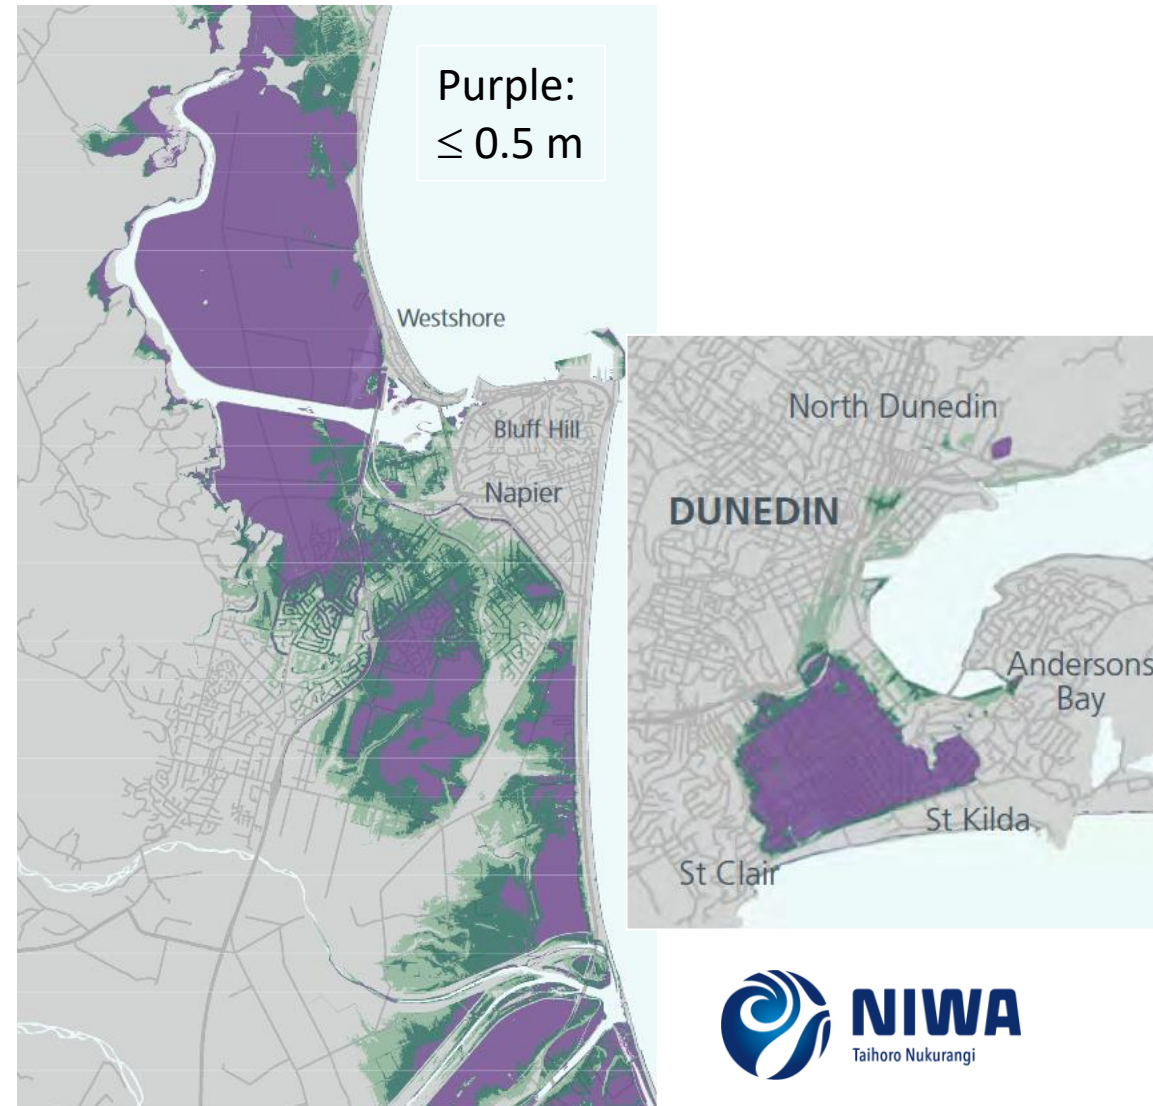 Purple:
≤ 0.5 m
Westshore
Bluff Hill
Napier
North Dunedin
DUNEDIN
Andersons
Bay
St Kilda
St Clair
NIWA
Taihoro Nukurangi